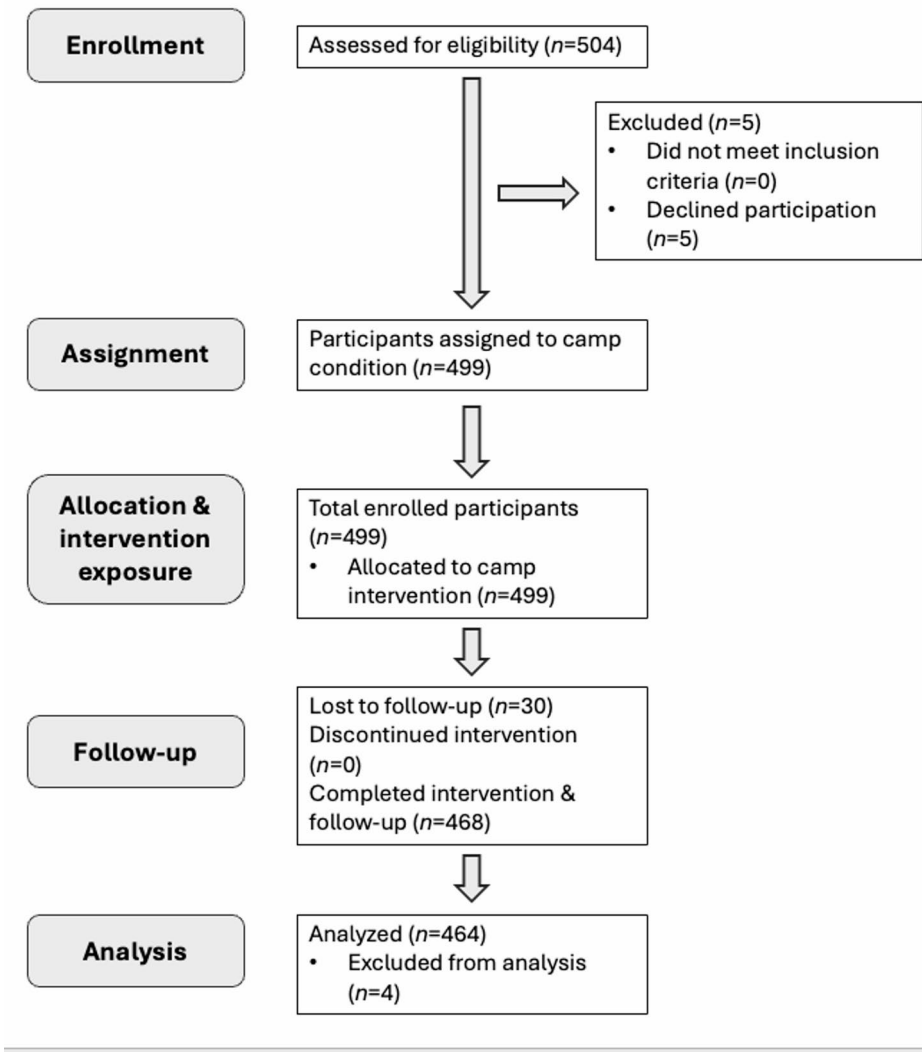 Enrollment
Assessed for eligibility (n=504)
Excluded (n=5)
• Did not meet inclusion
criteria (n=0)
• Declined participation
(n=5)
Assignment
Participants assigned to camp
condition (n=499)
Allocation &
intervention
exposure
Total enrolled participants
(n=499)
• Allocated to camp
intervention (n=499)
Follow-up
Lost to follow-up (n=30)
Discontinued intervention
(n=0)
Completed intervention &
follow-up (n=468)
Analysis
Analyzed (n=464)
• Excluded from analysis
(n=4)